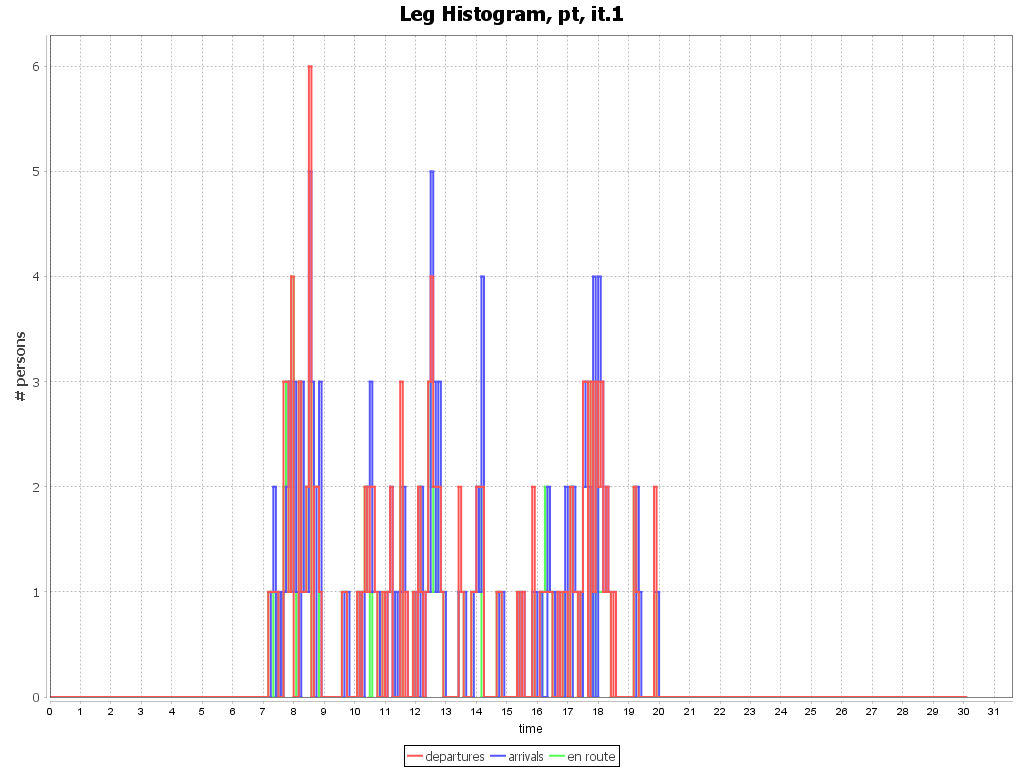 Leg Histogram, pt, it.1
# persons
6
5
4
3
2
1
0
0 1 2 3 4 5 6 7 8 9 10 11 12 13 14 15 16 17 18 19 20 21 22 23 24 25 26 27 28 29 30 31
time
departures arrivals en route